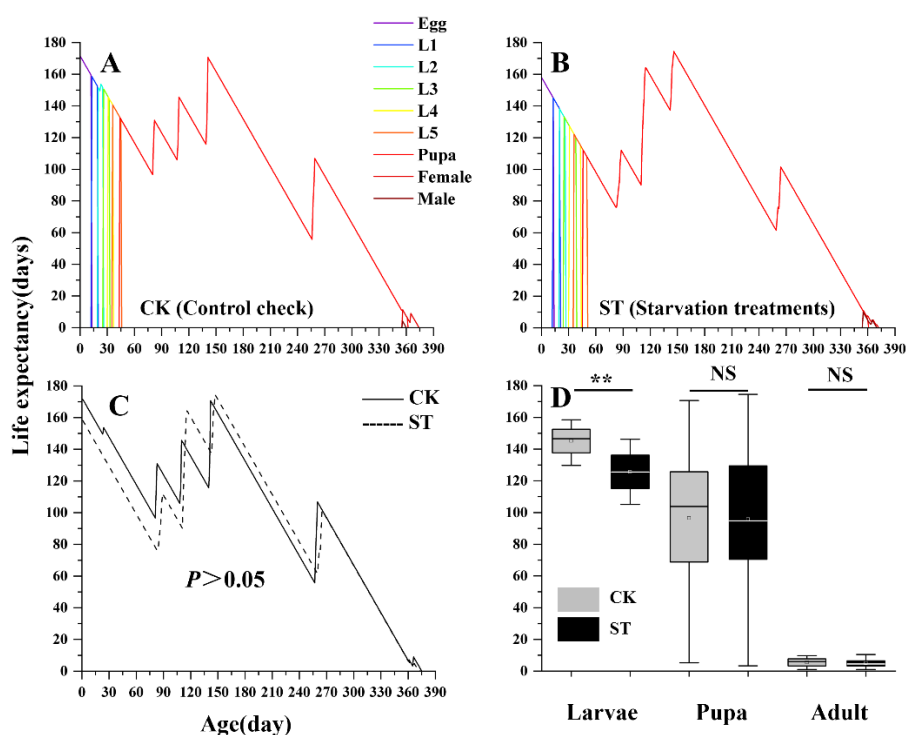 A
Egg
L1
L2
L3
L4
L5
Pupa
Female
Male
CK (Control check)
180
160
140
120
100
80
60
40
20
0
0 30 60 90 120 150 180 210 240 270 300 330 360 390
B
ST (Starvation treatments)
180
160
140
120
100
80
60
40
20
0
0 30 60 90 120 150 180 210 240 270 300 330 360 390
Life expectancy(days)
C
CK
ST
P＞0.05
180
160
140
120
100
80
60
40
20
0
0 30 60 90 120 150 180 210 240 270 300 330 360 390
Age(day)
D
** NS NS
CK
ST
180
160
140
120
100
80
60
40
20
0
Larvae Pupa Adult